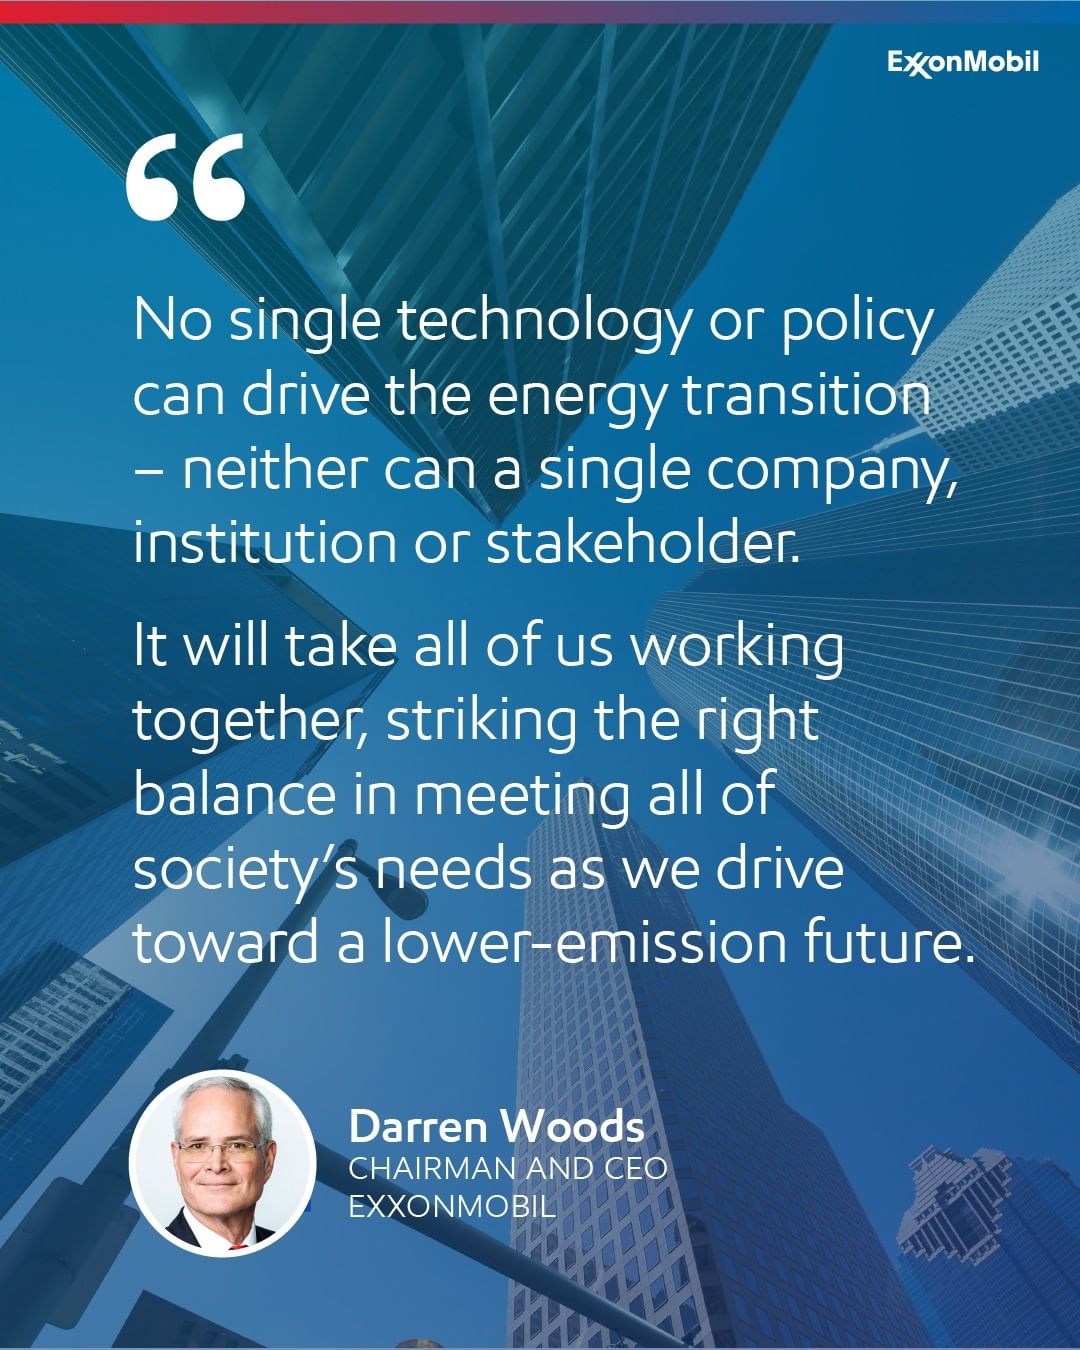 ExxonMobil
“
No single technology or policy
can drive the energy transition
– neither can a single company,
institution or stakeholder.
It will take all of us working
together, striking the right
balance in meeting all of
society’s needs as we drive
toward a lower-emission future.
Darren Woods
CHAIRMAN AND CEO
EXXONMOBIL